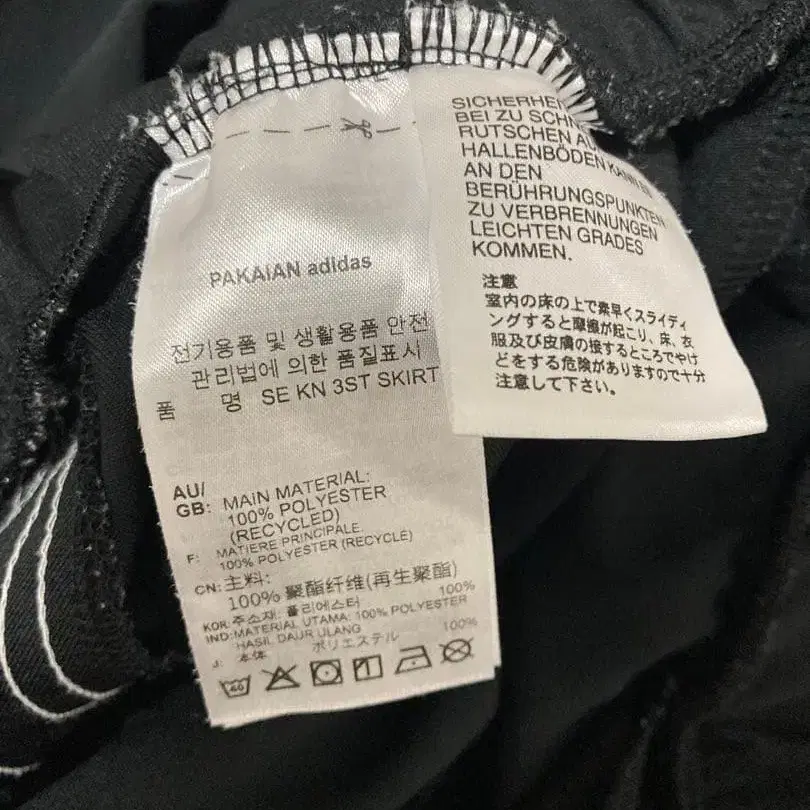 PAKAIAN adidas
전기용품 및 생활용품 안전
관리법에 의한 품질표시
품 명 SE KN 3ST SKIRT
AU/
GB: MAIN MATERIAL:
100% POLYESTER
(RECYCLED)
F: MATIERE PRINCIPALE:
100% POLYESTER (RECYCLÉ)
CN: 主料:
100% 聚酯纤维(再生聚酯)
KOR: 주소재: 폴리에스터 100%
IND: MATERIAL UTAMA: 100% POLYESTER
HASIL DAUR ULANG
J: 本体 ポリエステル 100%
40
SICHERHE
BEI ZU SCHN
RUTSCHEN AU
HALLENBÖDEN KANN
AN DEN
BERÜHRUNGSPUNKTEN
ZU VERBRENNUNGEN
LEICHTEN GRADES
KOMMEN.
注意
室内の床の上で素早くスライディ
ングすると摩擦が起こり、床、衣
服及び皮膚の接するところでやけ
どをする危険がありますので十分
注意して下さい。